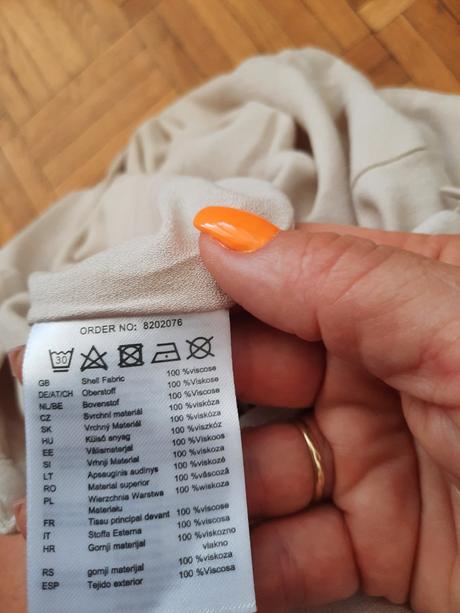 ORDER NO: 8202076
30
GB Shell Fabric 100 %viscose
DE/AT/CH Oberstoff 100 %Viskose
NL/BE Bovenstof 100 %Viskose
CZ Svrchní materiál 100 %viskóza
SK Vrchný Material 100 %viskóza
HU Külső anyag 100 %viszkóz
EE Välismaterjal 100 %Viskoos
SI Vrhnji Material 100 %viskoza
LT Apsauginis audinys 100 %viskozė
RO Material superior 100 %vâscoză
PL Wierzchnia Warstwa 100 %wiskoza
Materiału
FR Tissu principal devant 100 %viscose
IT Stoffa Esterna 100 %viscosa
HR Gornji materijal 100 %viskozno
vlakno
RS gornji materijal 100 %viskoza
ESP Tejido exterior 100 %Viscosa